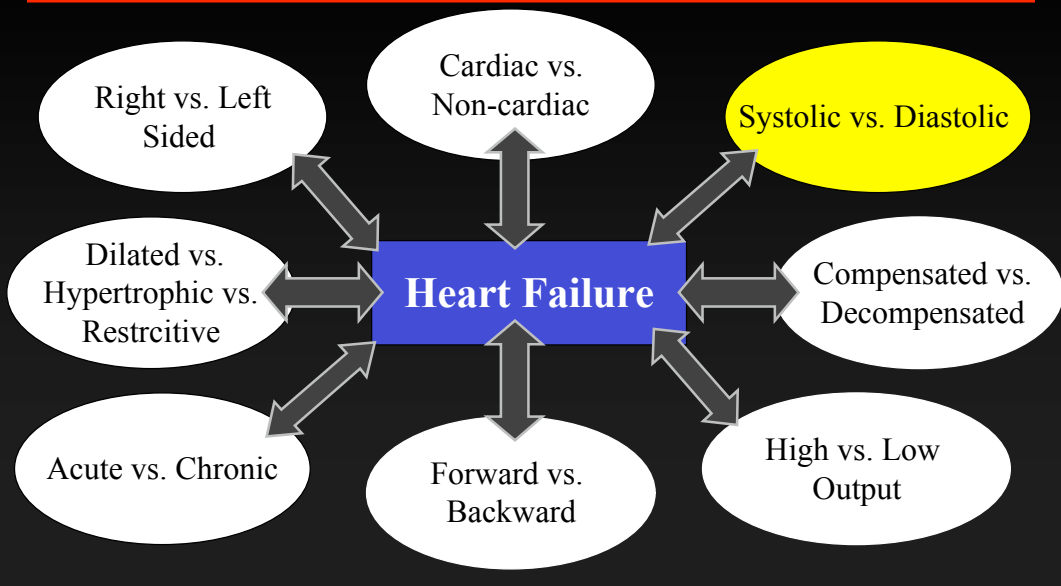 Right vs. Left
Sided
Cardiac vs.
Non-cardiac
Systolic vs. Diastolic
Dilated vs.
Hypertrophic vs.
Restrcitive
Heart Failure
Compensated vs.
Decompensated
Acute vs. Chronic
Forward vs.
Backward
High vs. Low
Output